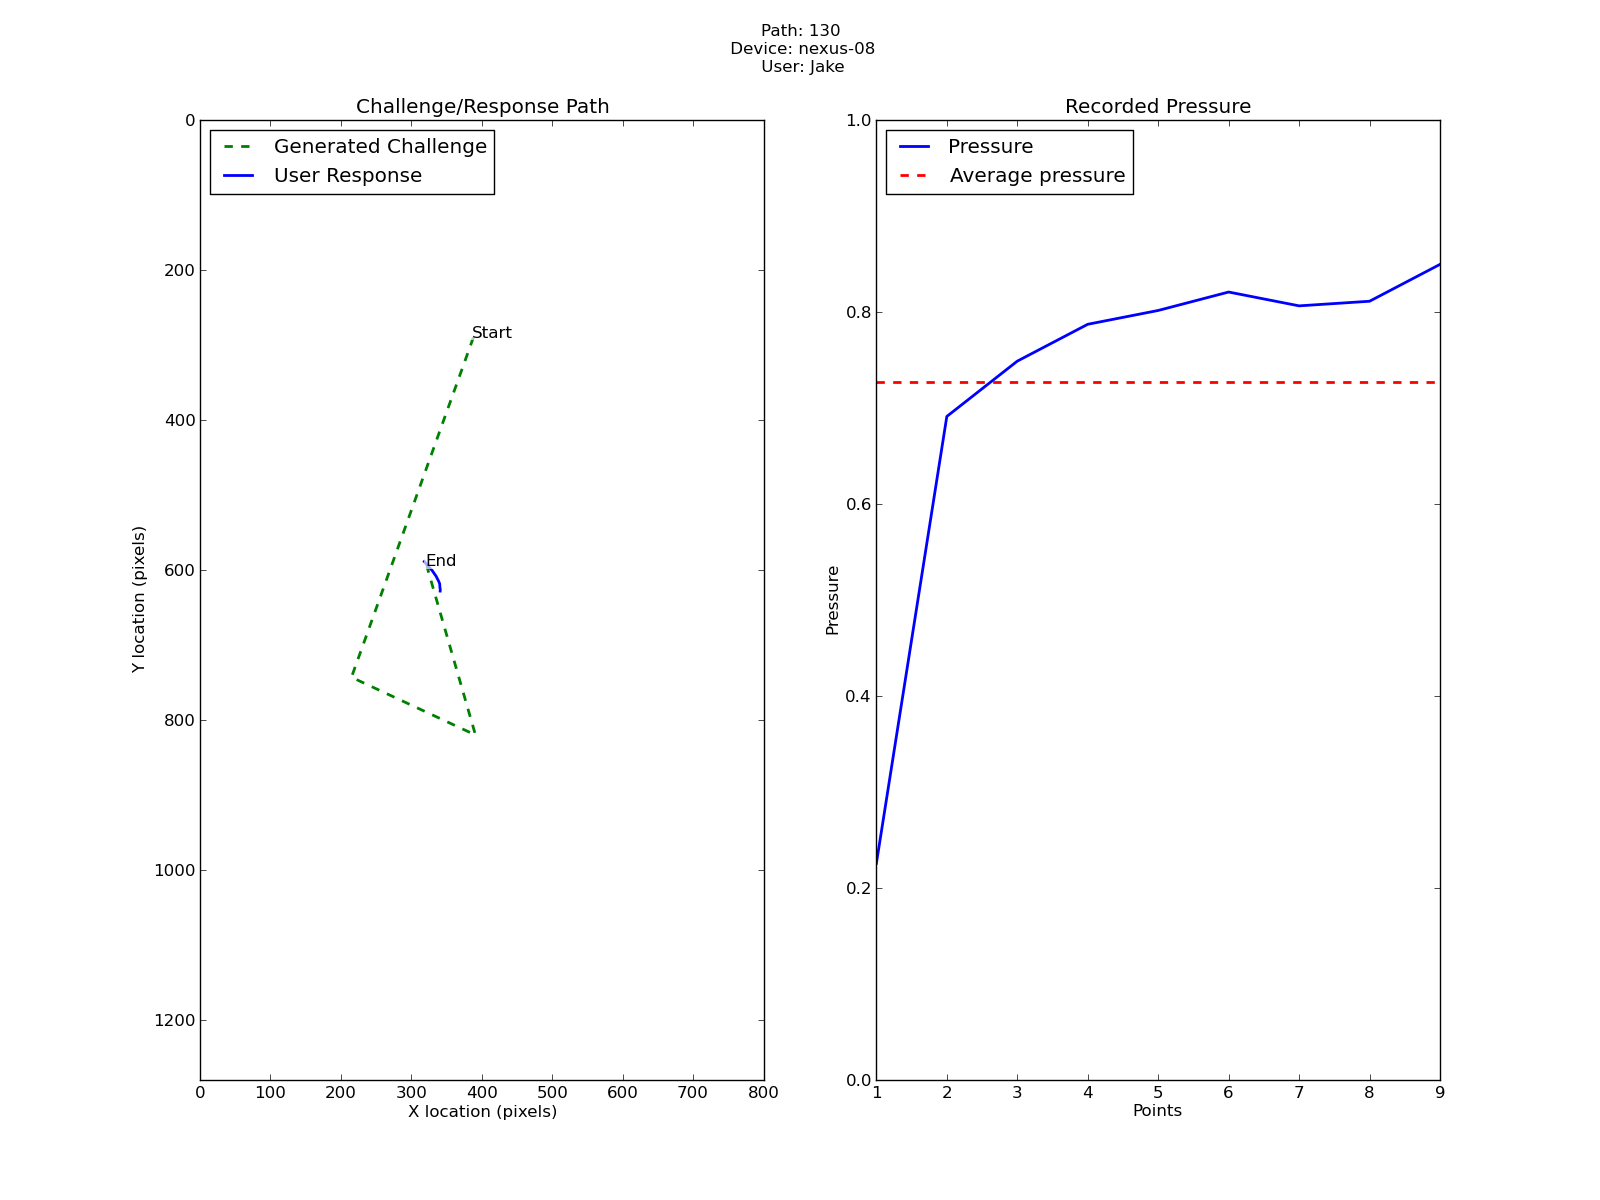 Path: 130
Device: nexus-08
User: Jake
Challenge/Response Path
Generated Challenge
User Response
0
200
400
600
800
1000
1200
Y location (pixels)
Start
End
0 100 200 300 400 500 600 700 800
X location (pixels)
Recorded Pressure
Pressure
Average pressure
1.0
0.8
0.6
0.4
0.2
0.0
Pressure
1 2 3 4 5 6 7 8 9
Points